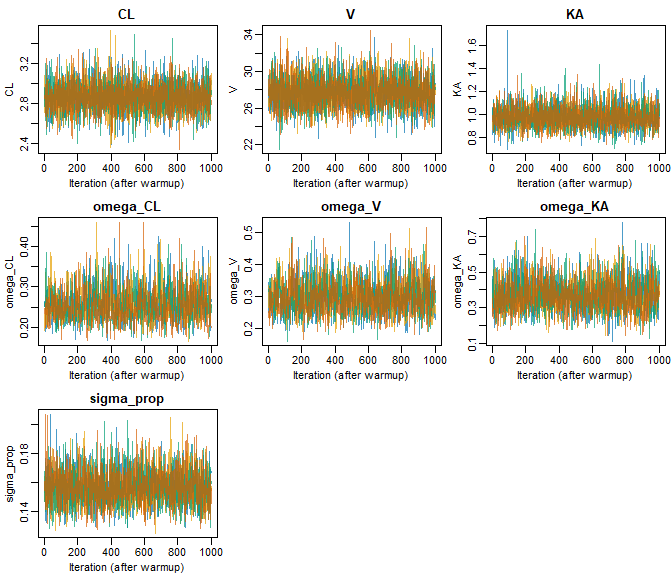 CL V KA
3.2
2.8
2.4
CL
34
30
26
22
V
1.6
1.4
1.2
1.0
0.8
KA
0 200 400 600 800 1000
0 200 400 600 800 1000
0 200 400 600 800 1000
Iteration (after warmup) Iteration (after warmup) Iteration (after warmup)
omega_CL omega_V omega_KA
0.40
0.30
0.20
omega_CL
0.5
0.4
0.3
0.2
omega_V
0.7
0.5
0.3
0.1
omega_KA
0 200 400 600 800 1000
0 200 400 600 800 1000
0 200 400 600 800 1000
Iteration (after warmup) Iteration (after warmup) Iteration (after warmup)
sigma_prop
0.18
0.14
sigma_prop
0 200 400 600 800 1000
Iteration (after warmup)